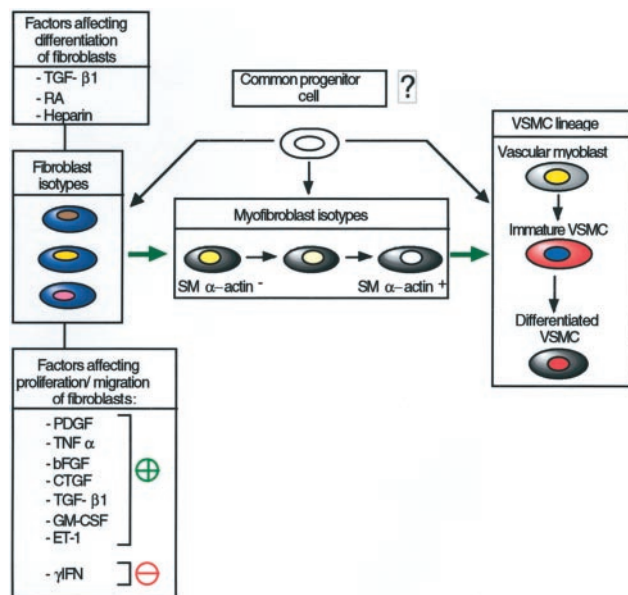 Factors affecting
differentiation
of fibroblasts
- TGF- β1
- RA
- Heparin
Common progenitor
cell
?
Fibroblast
isotypes
Myofibroblast isotypes
SM α-actin -
SM α-actin +
VSMC lineage
Vascular myoblast
Immature VSMC
Differentiated
VSMC
Factors affecting
proliferation/ migration
of fibroblasts:
- PDGF
- TNF α
- bFGF
- CTGF
- TGF- β1
- GM-CSF
- ET-1
- γIFN